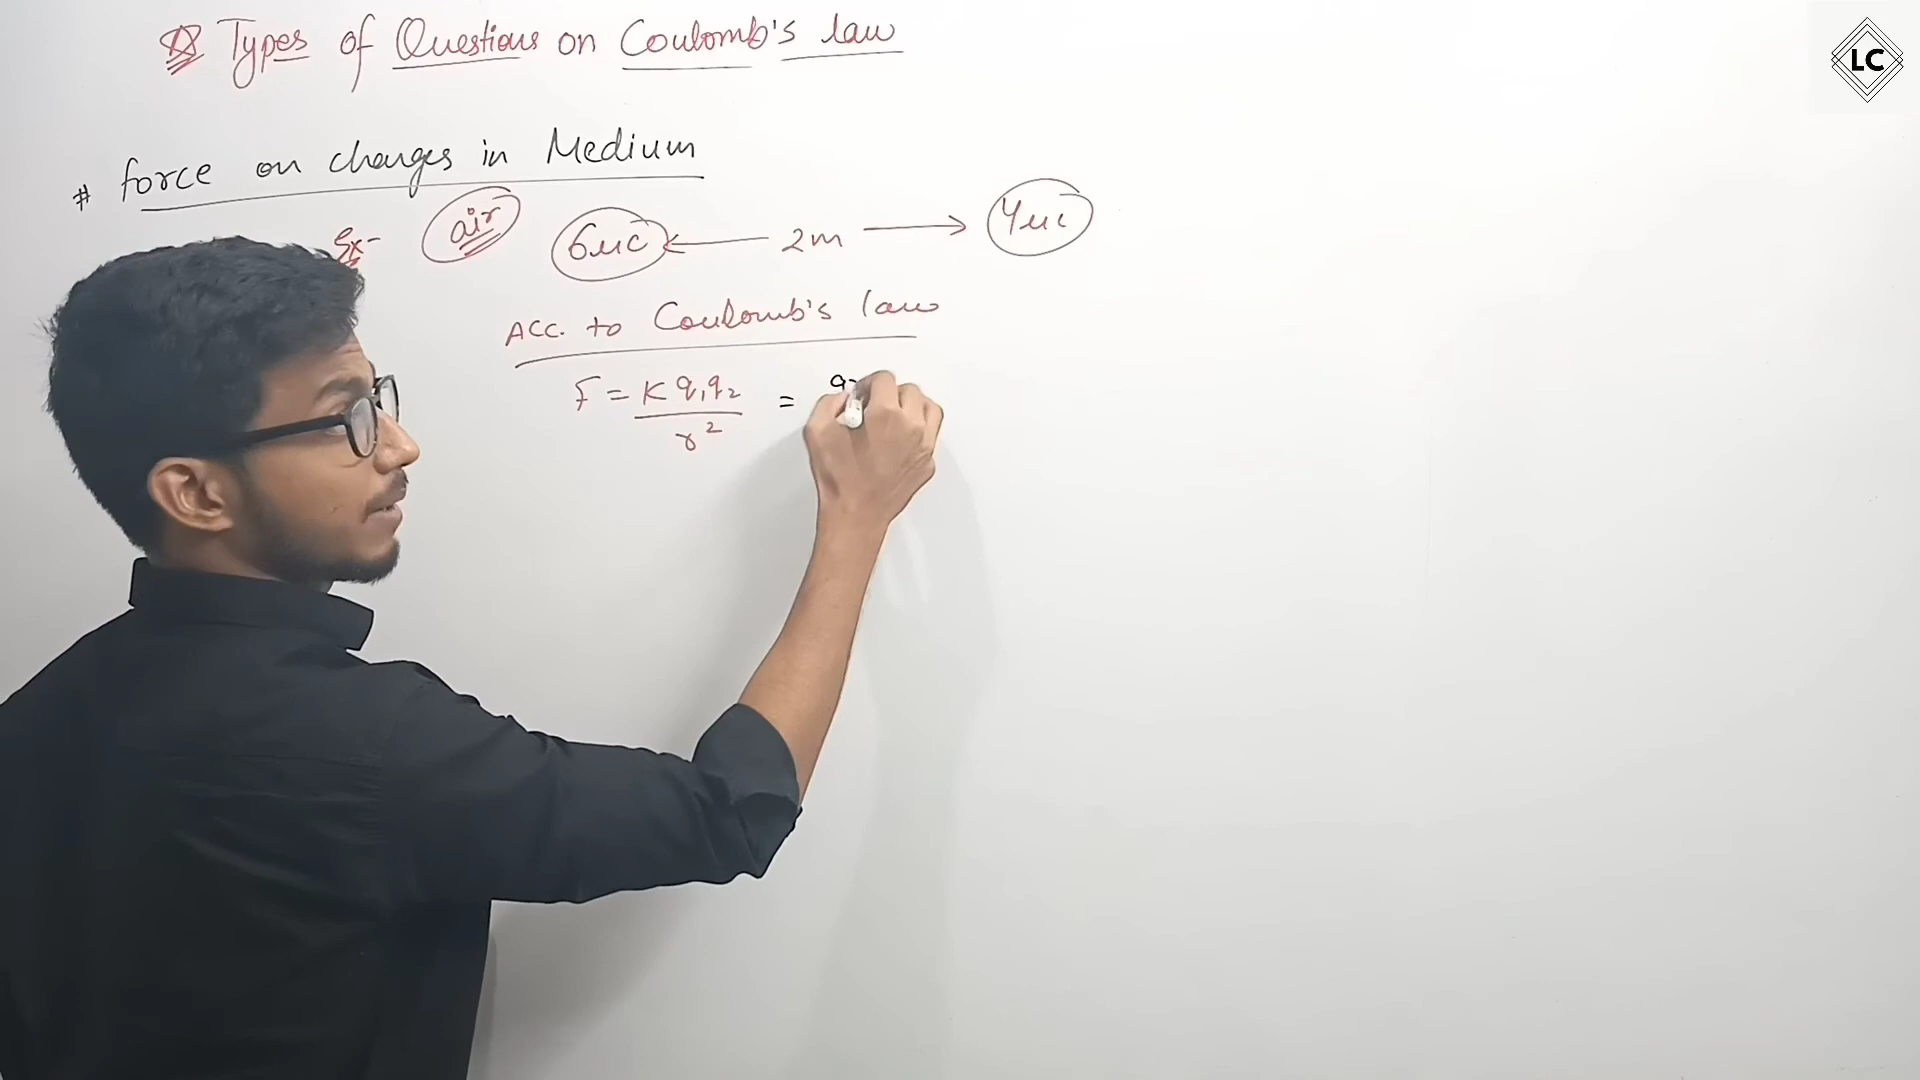 Types of Questions on Coulomb's law
LC
# force on charges in Medium
Ex- air 6μc 2m 4μc
Acc. to Coulomb's law
F = K q₁q₂ / r² = 9